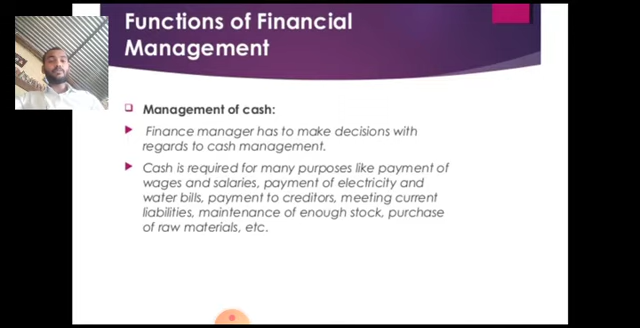 Functions of Financial
Management
Management of cash:
Finance manager has to make decisions with
regards to cash management.
Cash is required for many purposes like payment of
wages and salaries, payment of electricity and
water bills, payment to creditors, meeting current
liabilities, maintenance of enough stock, purchase
of raw materials, etc.